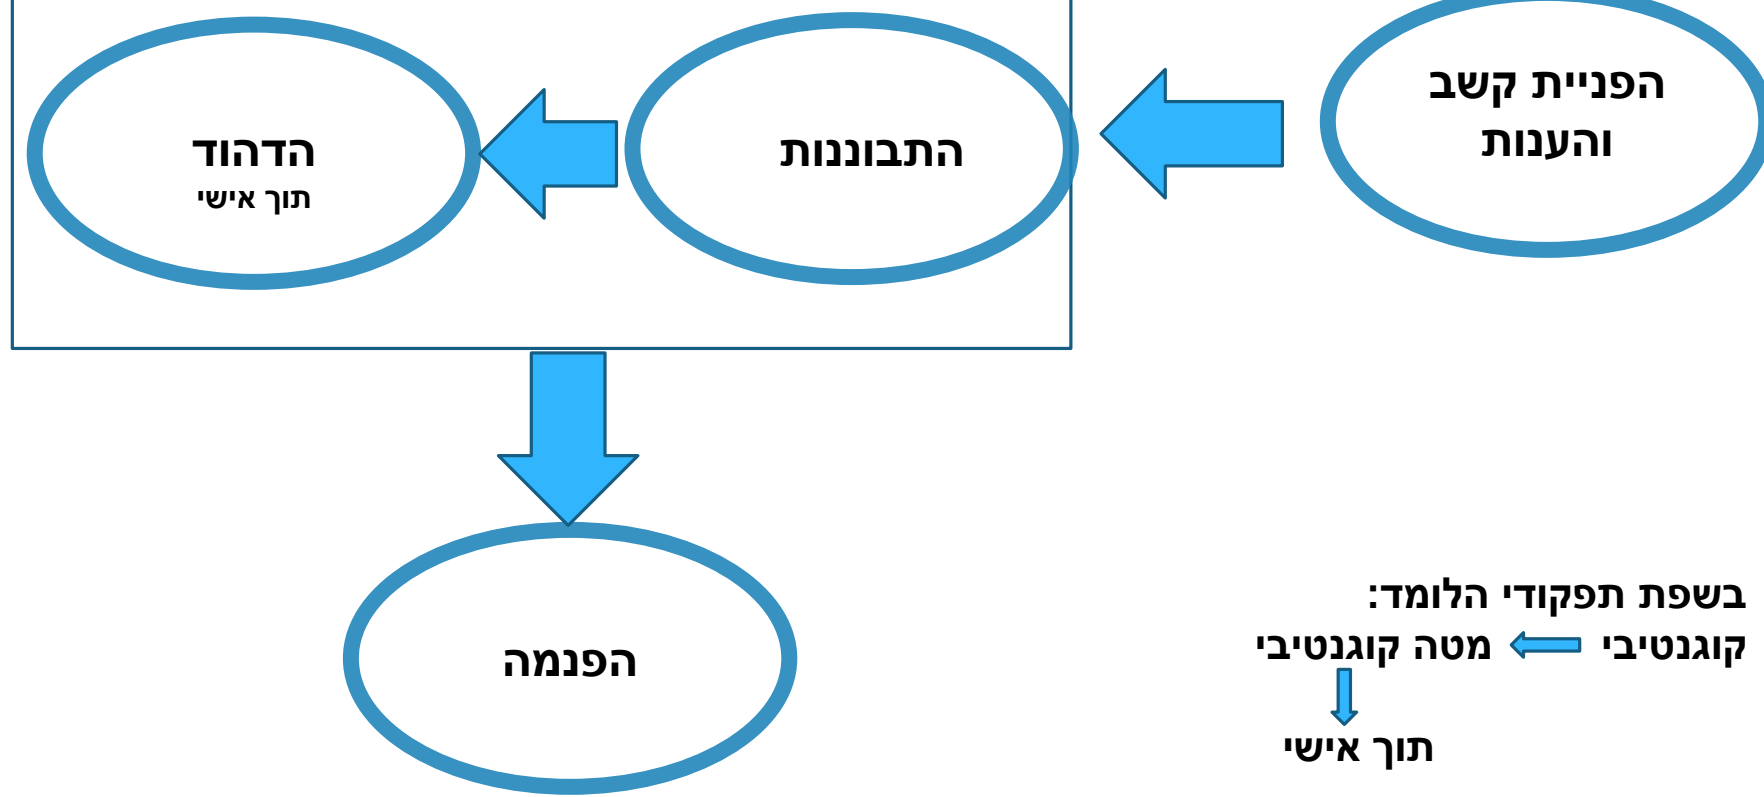 הפניית קשב
והענות
התבוננות
הדהוד
תוך אישי
הפנמה
בשפת תפקודי הלומד:
קוגנטיבי מטה קוגנטיבי
תוך אישי